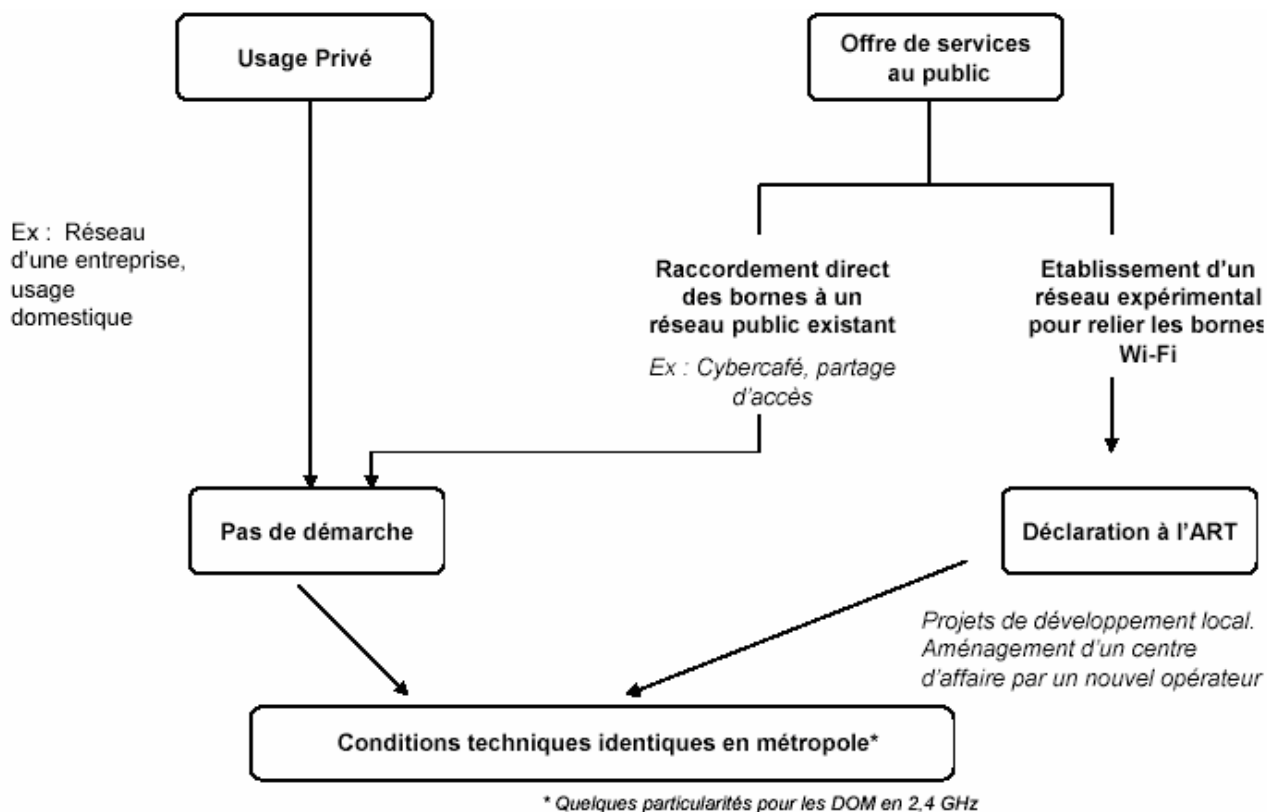 Usage Privé
Offre de services
au public
Ex : Réseau
d'une entreprise,
usage
domestique
Raccordement direct
des bornes à un
réseau public existant
Ex : Cybercafé, partage
d'accès
Etablissement d'un
réseau expérimental
pour relier les bornes
Wi-Fi
Pas de démarche
Déclaration à l'ART
Projets de développement local.
Aménagement d'un centre
d'affaire par un nouvel opérateur
Conditions techniques identiques en métropole*
* Quelques particularités pour les DOM en 2,4 GHz